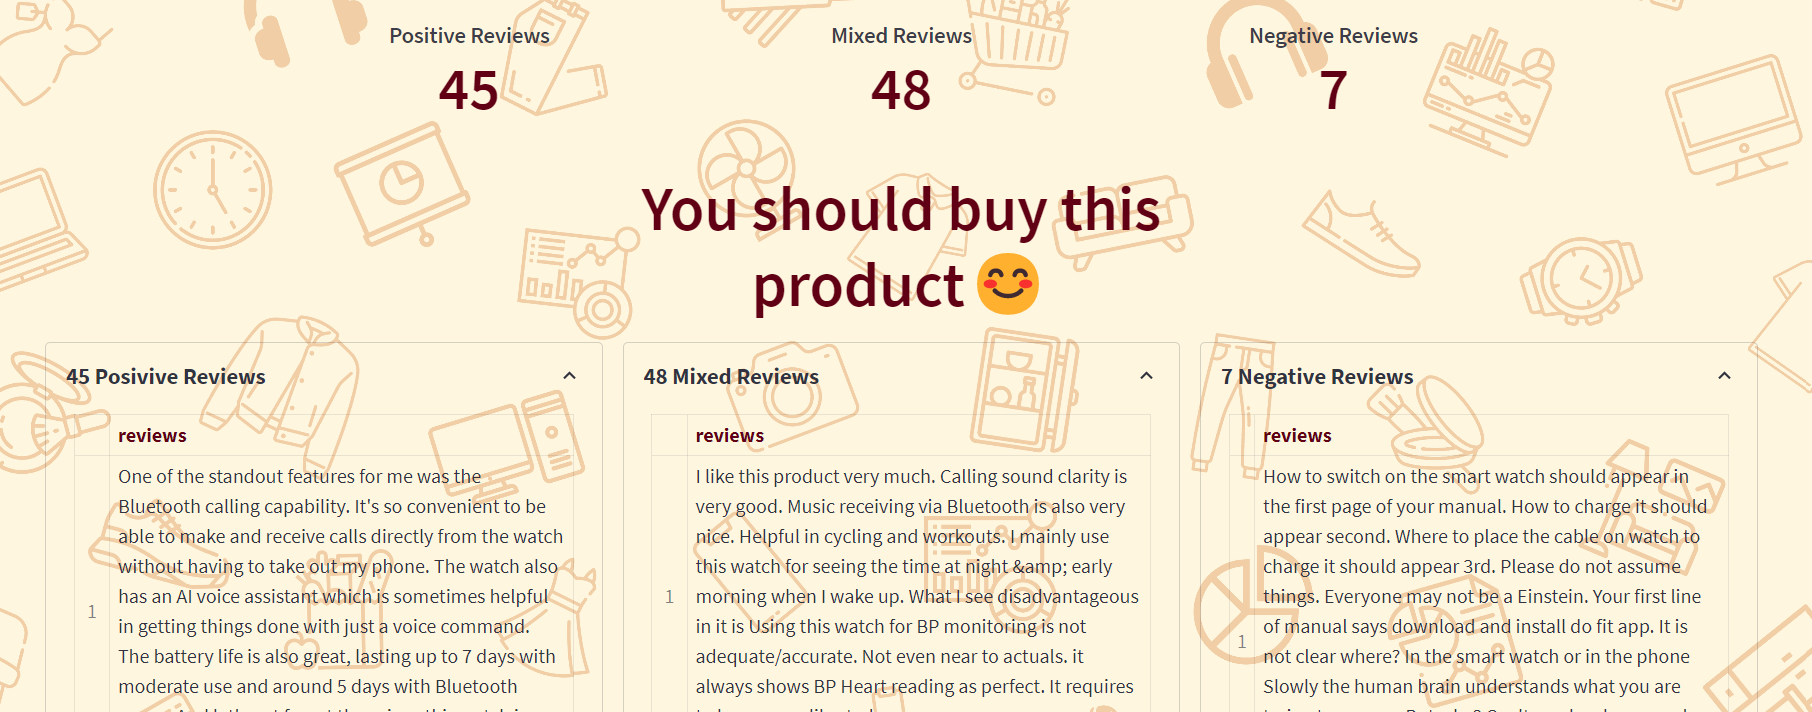 Positive Reviews
45
Mixed Reviews
48
Negative Reviews
7
You should buy this
product
45 Posivive Reviews
reviews
1
One of the standout features for me was the
Bluetooth calling capability. It's so convenient to be
able to make and receive calls directly from the watch
without having to take out my phone. The watch also
has an AI voice assistant which is sometimes helpful
in getting things done with just a voice command.
The battery life is also great, lasting up to 7 days with
moderate use and around 5 days with Bluetooth
48 Mixed Reviews
reviews
1
I like this product very much. Calling sound clarity is
very good. Music receiving via Bluetooth is also very
nice. Helpful in cycling and workouts. I mainly use
this watch for seeing the time at night &amp; early
morning when I wake up. What I see disadvantageous
in it is Using this watch for BP monitoring is not
adequate/accurate. Not even near to actuals. it
always shows BP Heart reading as perfect. It requires
7 Negative Reviews
reviews
1
How to switch on the smart watch should appear in
the first page of your manual. How to charge it should
appear second. Where to place the cable on watch to
charge it should appear 3rd. Please do not assume
things. Everyone may not be a Einstein. Your first line
of manual says download and install do fit app. It is
not clear where? In the smart watch or in the phone
Slowly the human brain understands what you are